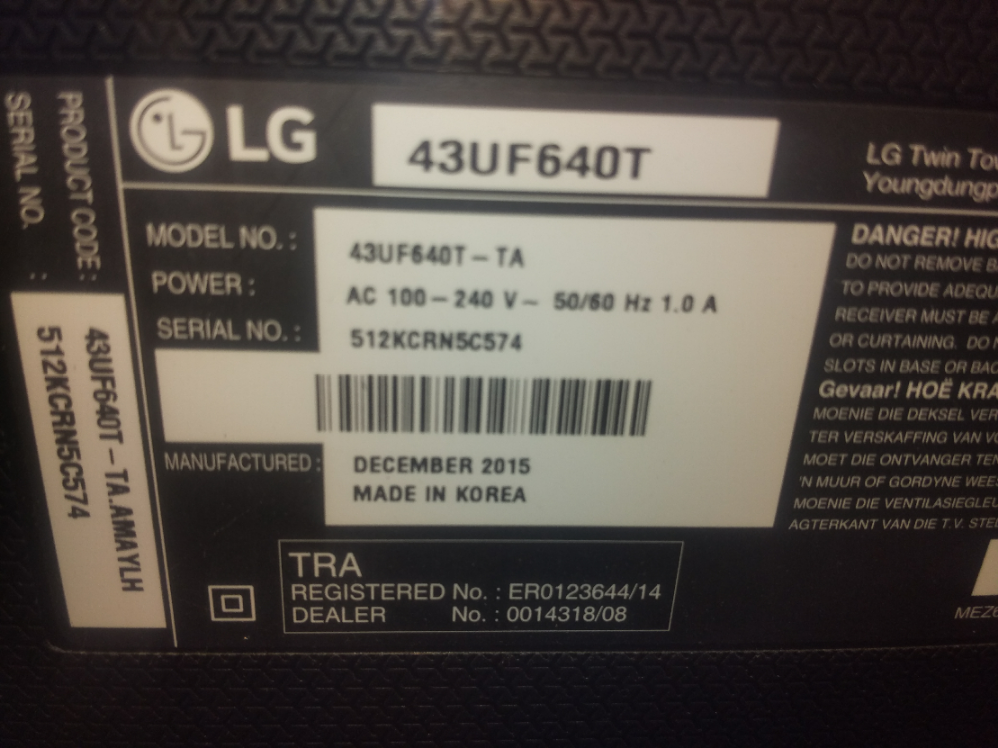 LG
43UF640T
LG Twin
Youngdungp
PRODUCT CODE :
SERIAL NO. :
43UF640T-TA.AMAYLH
512KCRN5C574
MODEL NO. :
43UF640T-TA
POWER :
AC 100-240 V~ 50/60 Hz 1.0 A
SERIAL NO. :
512KCRN5C574
MANUFACTURED :
DECEMBER 2015
MADE IN KOREA
TRA
REGISTERED No. : ER0123644/14
DEALER No. : 0014318/08
DANGER! HIG
DO NOT REMOVE B
TO PROVIDE ADEQU
RECEIVER MUST BE A
OR CURTAINING. DO
SLOTS IN BASE OR BAC
Gevaar! HOË KRA
MOENIE DIE DEKSEL VER
TER VERSKAFFING VAN V
MOET DIE ONTVANGER TEN
'N MUUR OF GORDYNE WEES
MOENIE DIE VENTILASIEGLEU
AGTERKANT VAN DIE T.V. STE
MEZ6